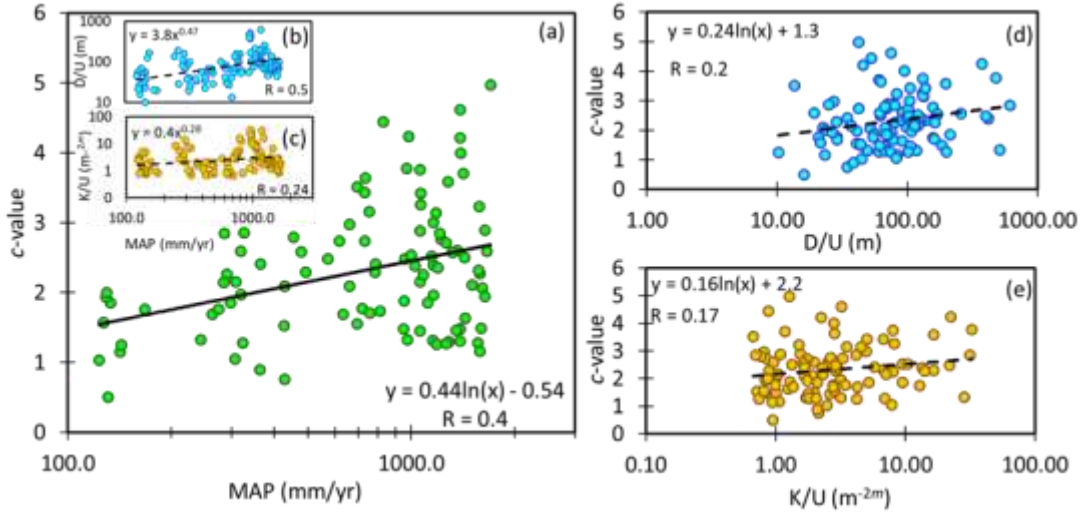 (a)
6
5
4
3
2
1
0
c-value
100.0
1000.0
MAP (mm/yr)
y = 0.44ln(x) – 0.54
R = 0.4
(b)
1000
100
10
D/U (m)
y = 3.8x^0.47
R = 0.5
(c)
100
10
1
0
K/U (m^-2m)
R = 0.24
100.0
1000.0
MAP (mm/yr)
(d)
y = 0.24ln(x) + 1.3
R = 0.2
6
5
4
3
2
1
0
c-value
1.00
10.00
100.00
1000.00
D/U (m)
(e)
y = 0.16ln(x) + 2.2
R = 0.17
6
5
4
3
2
1
0
c-value
0.10
1.00
10.00
100.00
K/U (m^-2m)